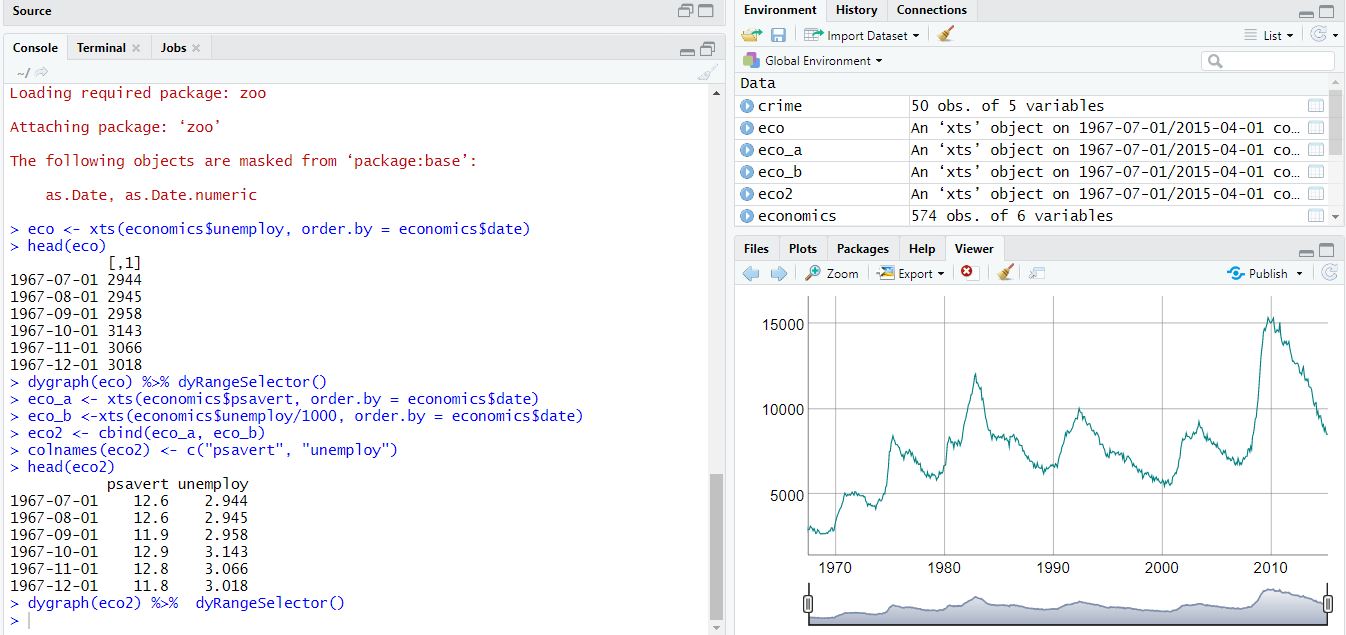 Source
Console Terminal Jobs
~/
Loading required package: zoo
Attaching package: ‘zoo’
The following objects are masked from ‘package:base’:
as.Date, as.Date.numeric
> eco <- xts(economics$unemploy, order.by = economics$date)
> head(eco)
[,1]
1967-07-01 2944
1967-08-01 2945
1967-09-01 2958
1967-10-01 3143
1967-11-01 3066
1967-12-01 3018
> dygraph(eco) %>% dyRangeSelector()
> eco_a <- xts(economics$psavert, order.by = economics$date)
> eco_b <-xts(economics$unemploy/1000, order.by = economics$date)
> eco2 <- cbind(eco_a, eco_b)
> colnames(eco2) <- c("psavert", "unemploy")
> head(eco2)
psavert unemploy
1967-07-01 12.6 2.944
1967-08-01 12.6 2.945
1967-09-01 11.9 2.958
1967-10-01 12.9 3.143
1967-11-01 12.8 3.066
1967-12-01 11.8 3.018
> dygraph(eco2) %>%  dyRangeSelector()
>
Environment History Connections
Import Dataset List
Global Environment
Data
crime 50 obs. of 5 variables
eco An ‘xts’ object on 1967-07-01/2015-04-01 co…
eco_a An ‘xts’ object on 1967-07-01/2015-04-01 co…
eco_b An ‘xts’ object on 1967-07-01/2015-04-01 co…
eco2 An ‘xts’ object on 1967-07-01/2015-04-01 co…
economics 574 obs. of 6 variables
Files Plots Packages Help Viewer
Zoom Export Publish
15000
10000
5000
1970 1980 1990 2000 2010